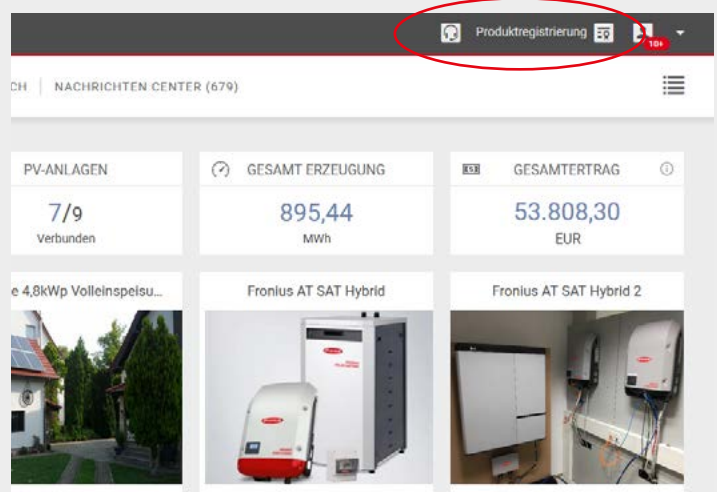 Produktregistrierung
10+
CH | NACHRICHTEN CENTER (679)
PV-ANLAGEN
7/9
Verbunden
GESAMT ERZEUGUNG
895,44
MWh
GESAMTERTRAG
53.808,30
EUR
e 4,8kWp Volleinspeisu...
Fronius AT SAT Hybrid
Fronius AT SAT Hybrid 2